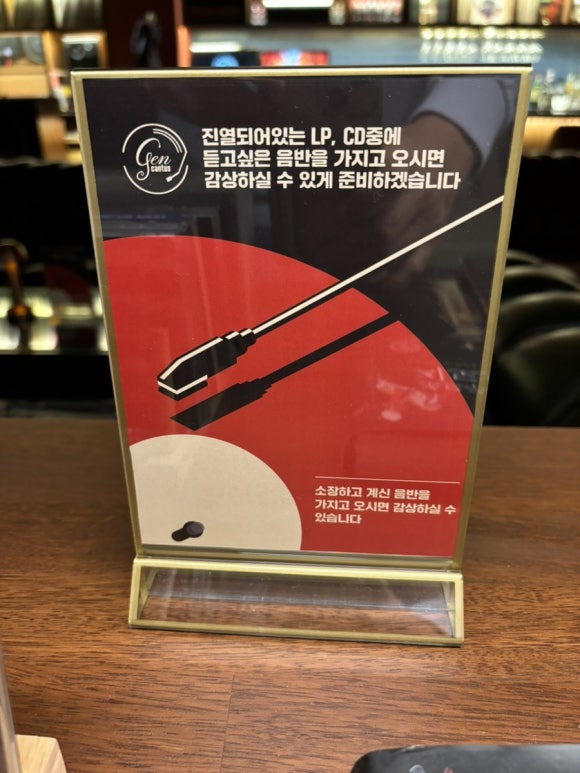 Gen
cantus
진열되어있는 LP, CD중에
듣고싶은 음반을 가지고 오시면
감상하실 수 있게 준비하겠습니다
소장하고 계신 음반을
가지고 오시면 감상하실 수
있습니다